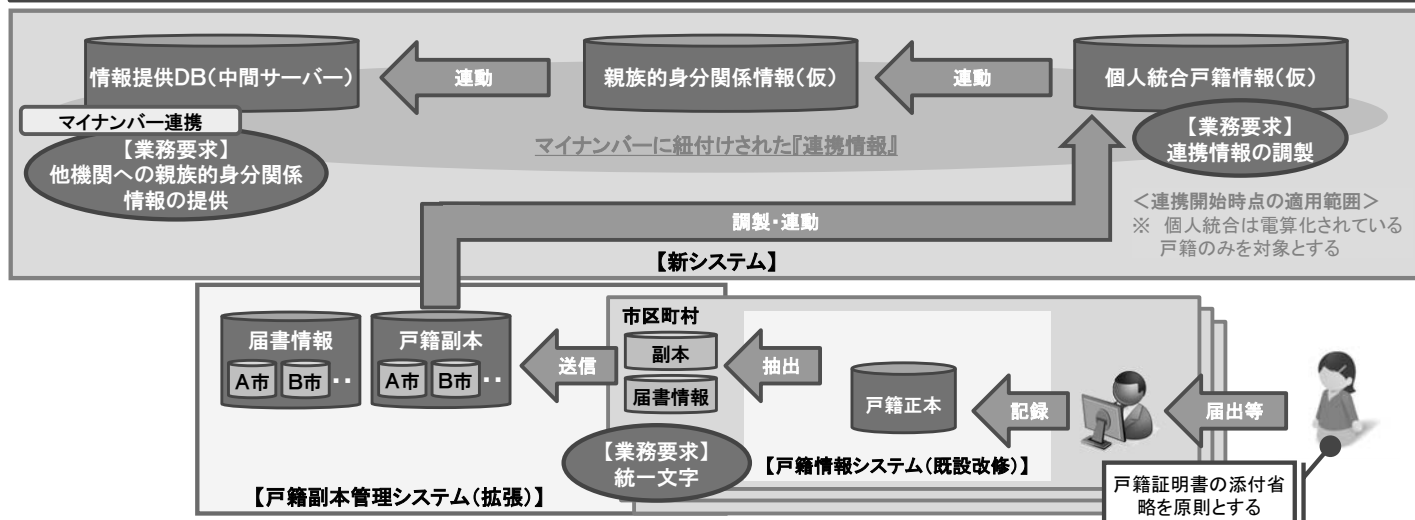 情報提供DB(中間サーバー)
連動
親族的身分関係情報(仮)
連動
個人統合戸籍情報(仮)
マイナンバー連携
【業務要求】
他機関への親族的身分関係
情報の提供
マイナンバーに紐付けされた『連携情報』
【業務要求】
連携情報の調製
<連携開始時点の適用範囲>
※ 個人統合は電算化されている
戸籍のみを対象とする
調製・連動
【新システム】
届書情報
A市 B市 ‥
戸籍副本
A市 B市 ‥
送信
市区町村
副本
届書情報
抽出
戸籍正本
記録
届出等
【業務要求】
統一文字
【戸籍情報システム(既設改修)】
【戸籍副本管理システム(拡張)】
戸籍証明書の添付省
略を原則とする